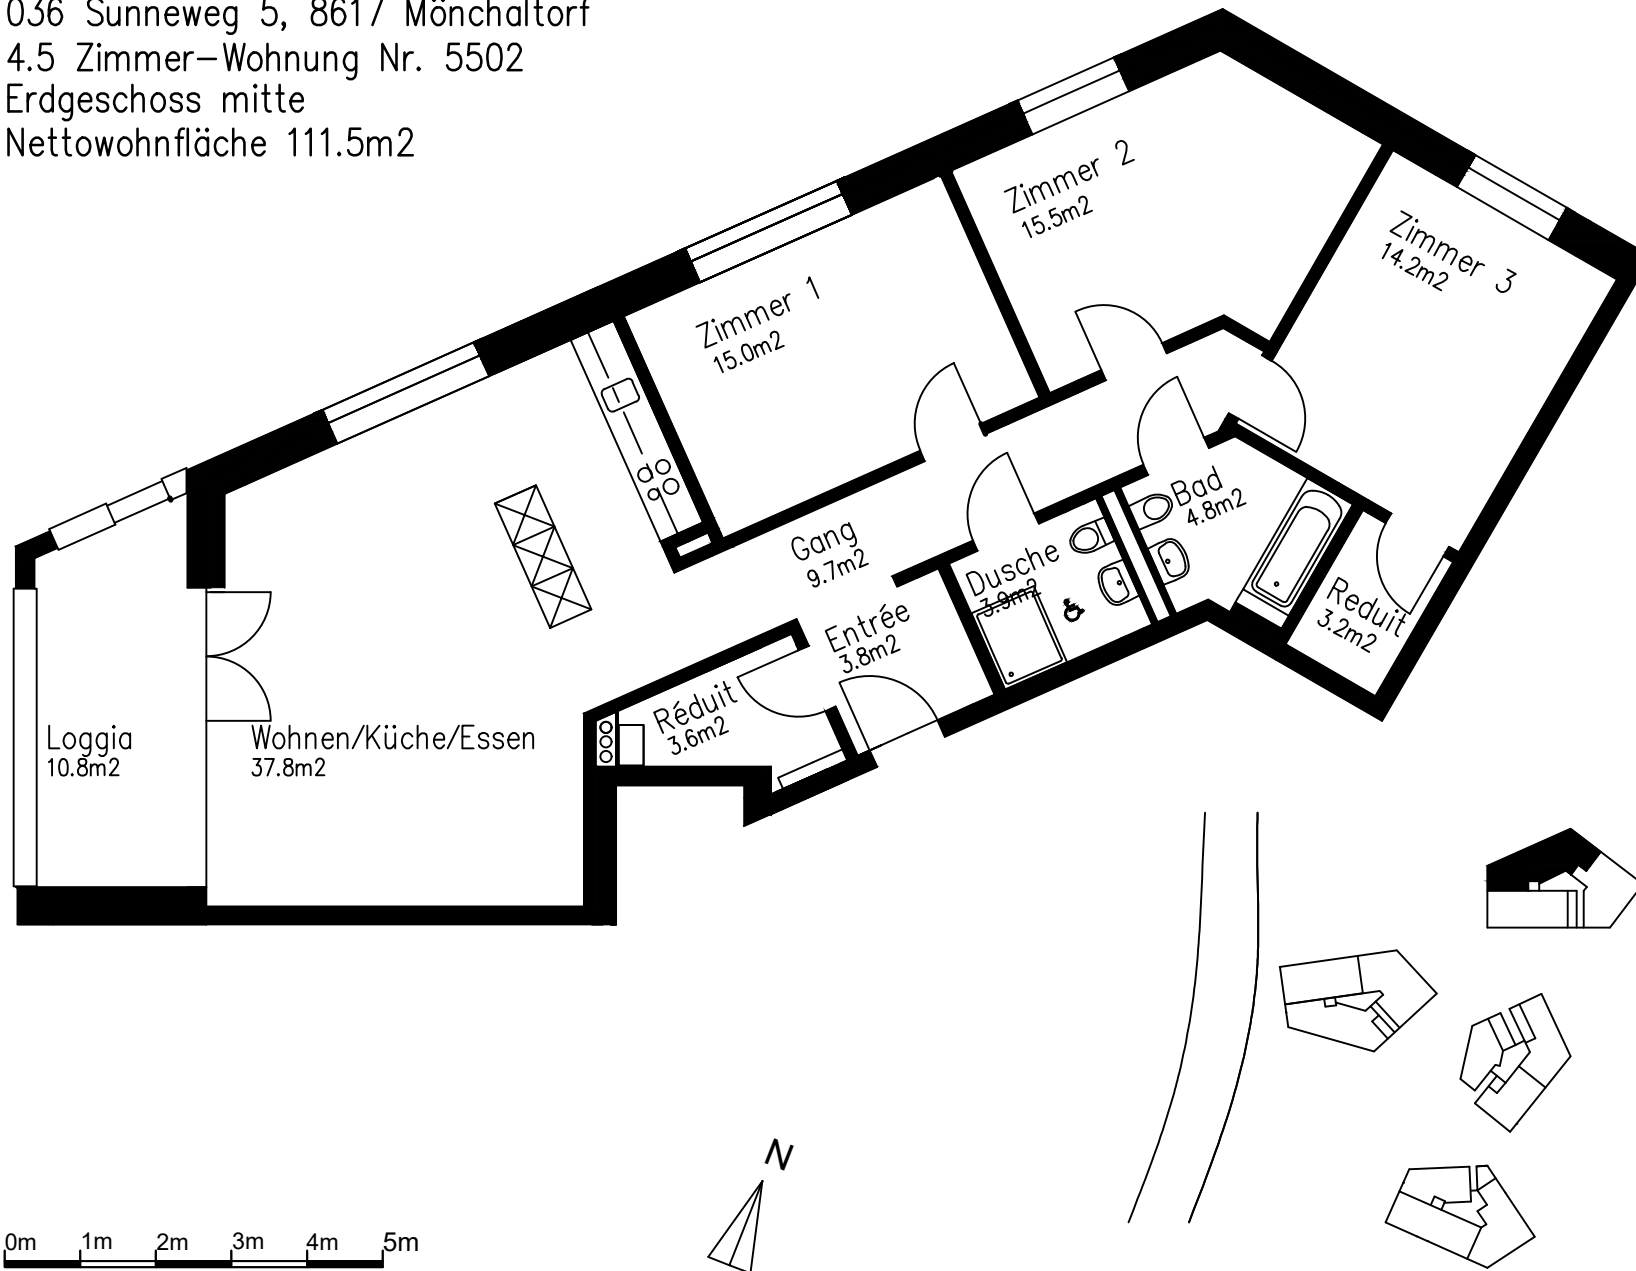 036 Sunneweg 5, 8617 Mönchaltorf
4.5 Zimmer-Wohnung Nr. 5502
Erdgeschoss mitte
Nettowohnfläche 111.5m2
Zimmer 2
15.5m2
Zimmer 3
14.2m2
Zimmer 1
15.0m2
Bad
4.8m2
Gang
9.7m2
Dusche
3.9m2
Reduit
3.2m2
Entrée
3.8m2
Réduit
3.6m2
Loggia
10.8m2
Wohnen/Küche/Essen
37.8m2
N
0m 1m 2m 3m 4m 5m